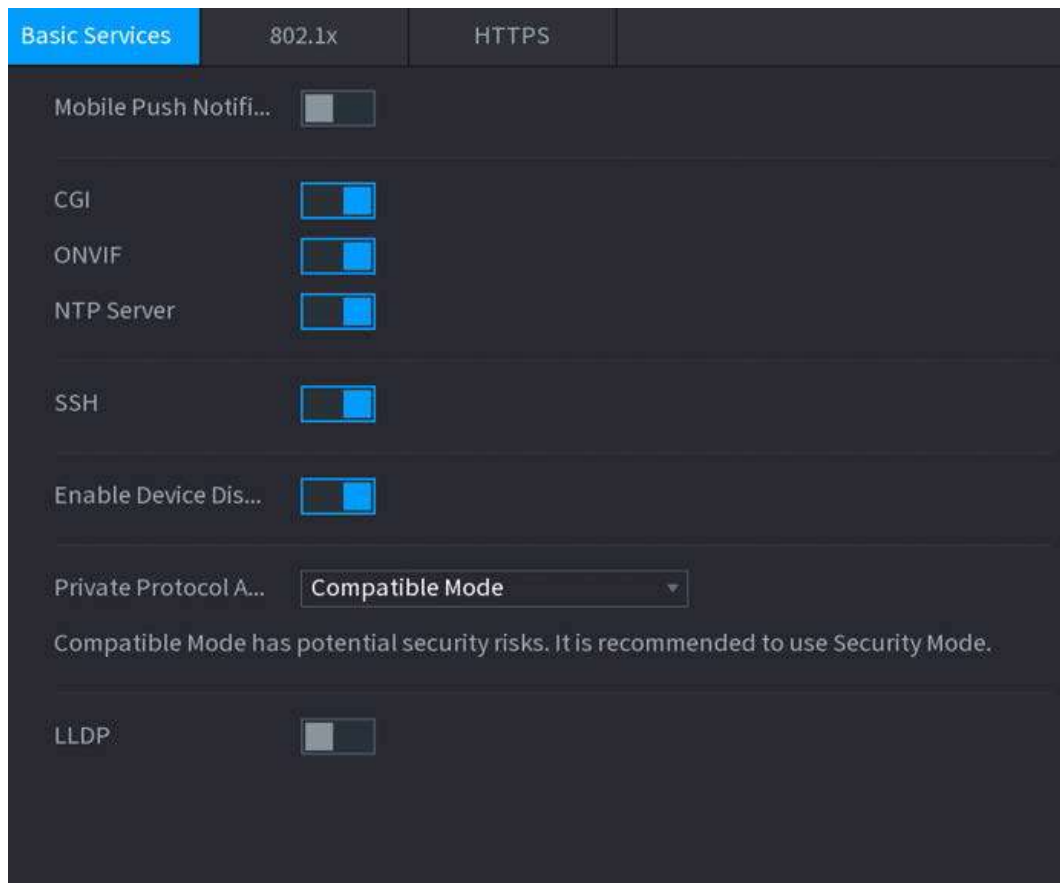 Basic Services 802.1x HTTPS
Mobile Push Notifi...
CGI
ONVIF
NTP Server
SSH
Enable Device Dis...
Private Protocol A... Compatible Mode
Compatible Mode has potential security risks. It is recommended to use Security Mode.
LLDP